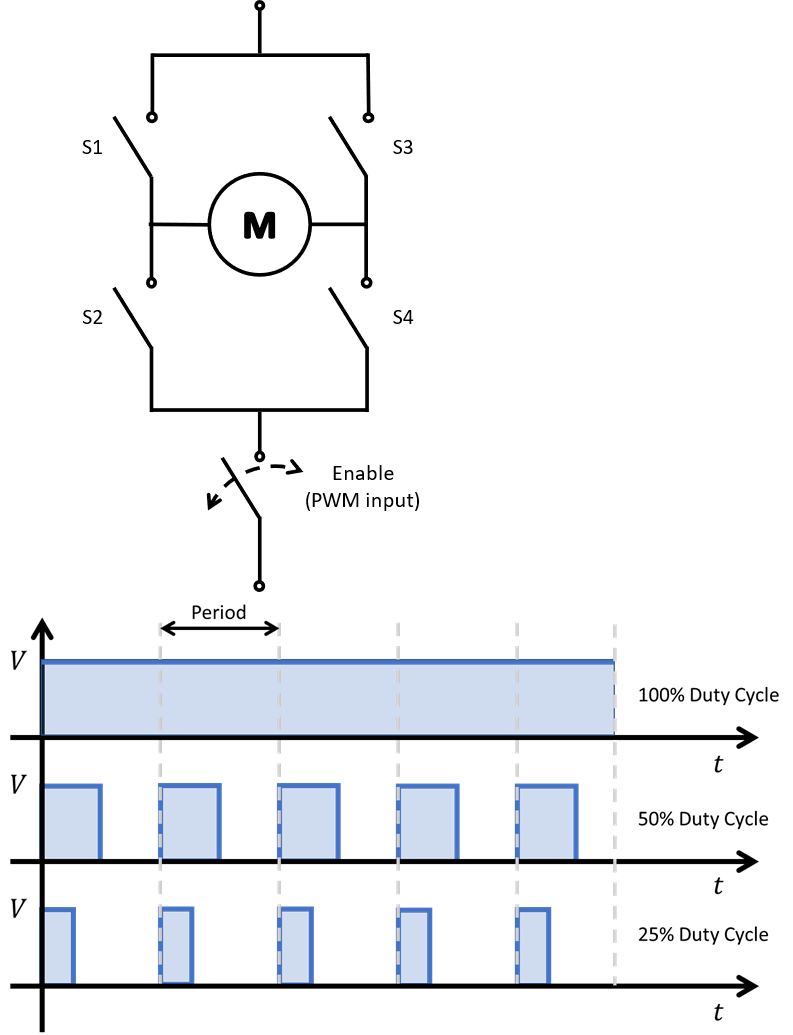 S1
S3
M
S2
S4
Enable
(PWM input)
Period
V
100% Duty Cycle
t
V
50% Duty Cycle
t
V
25% Duty Cycle
t